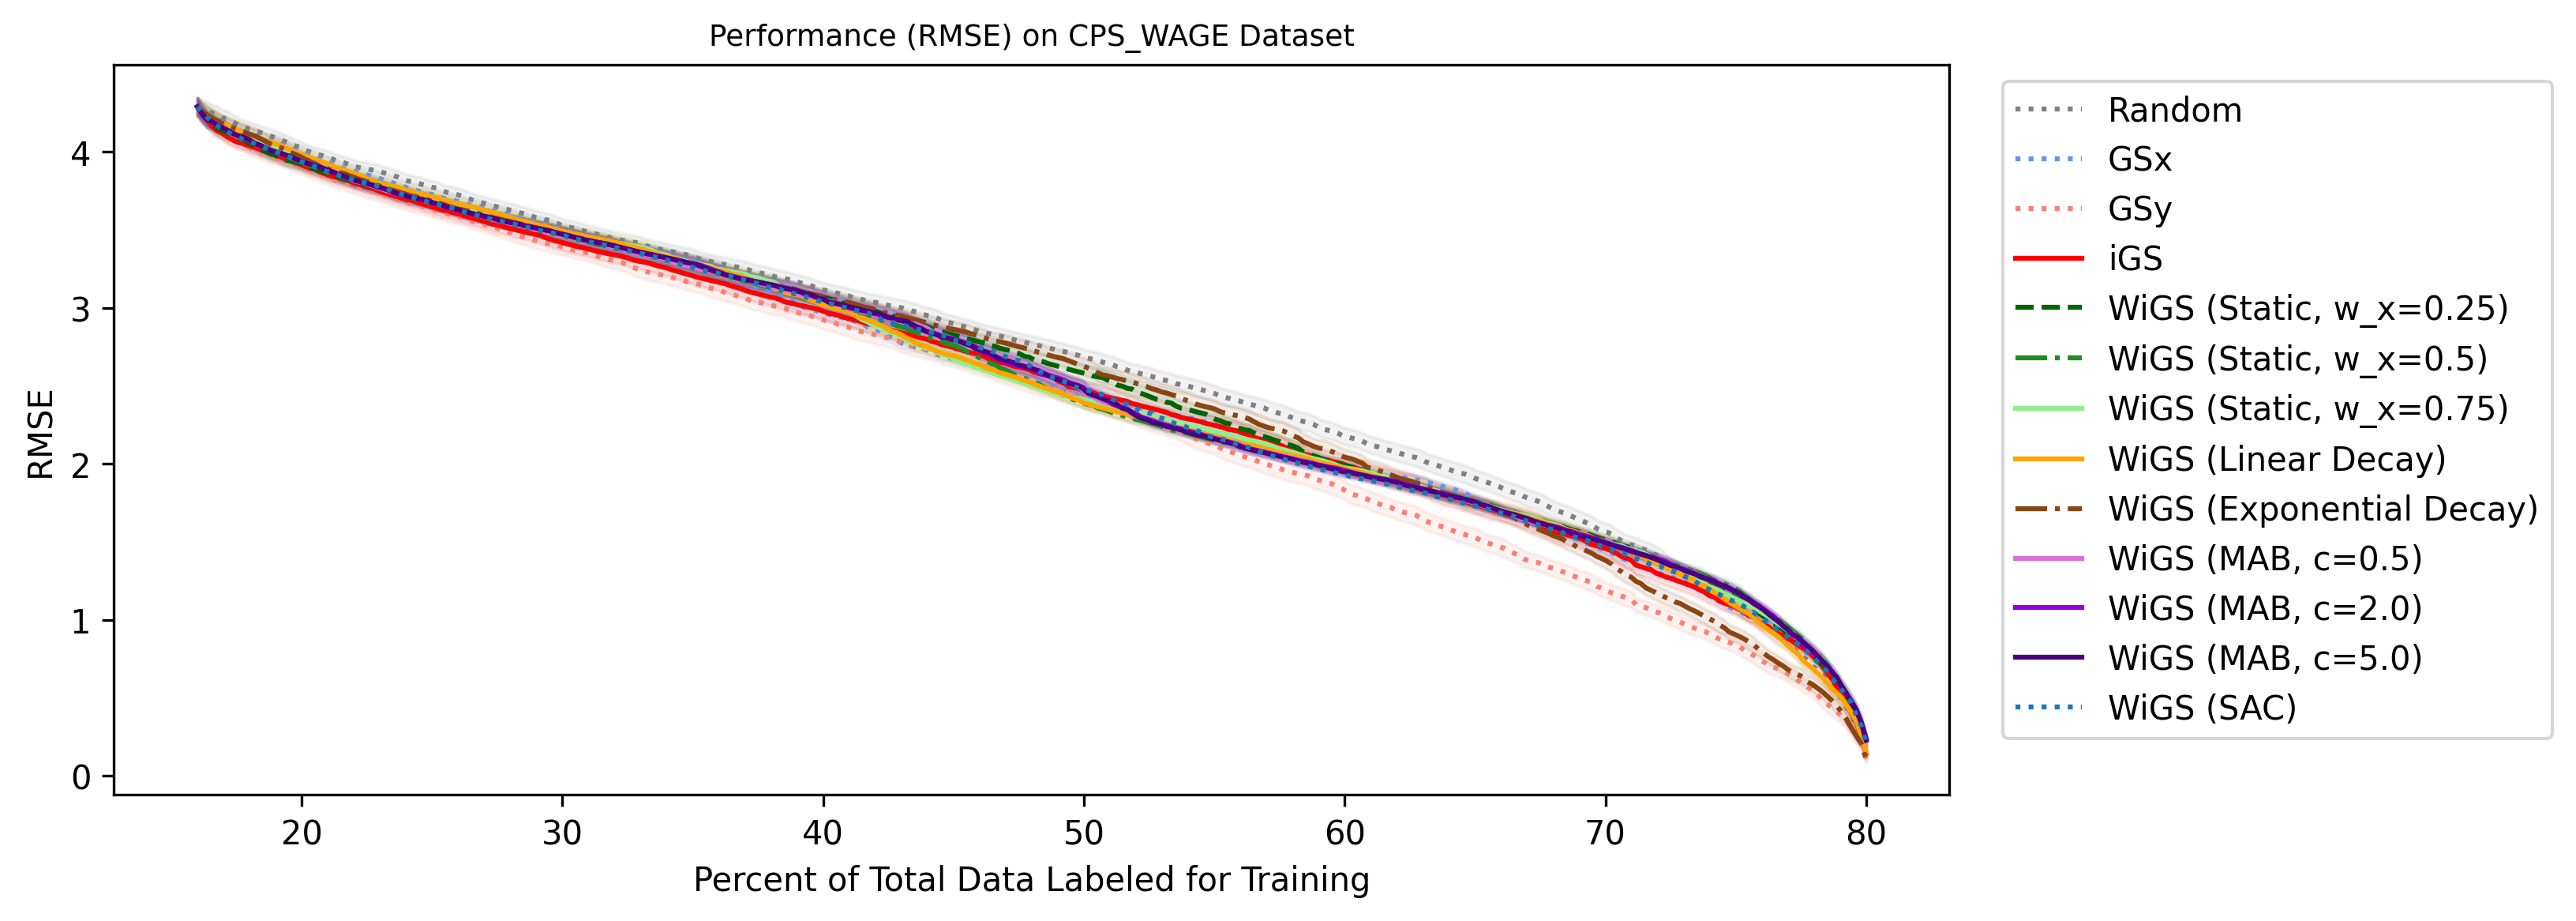 Performance (RMSE) on CPS_WAGE Dataset
RMSE
4
3
2
1
0
20 30 40 50 60 70 80
Percent of Total Data Labeled for Training
Random
GSx
GSy
iGS
WiGS (Static, w_x=0.25)
WiGS (Static, w_x=0.5)
WiGS (Static, w_x=0.75)
WiGS (Linear Decay)
WiGS (Exponential Decay)
WiGS (MAB, c=0.5)
WiGS (MAB, c=2.0)
WiGS (MAB, c=5.0)
WiGS (SAC)